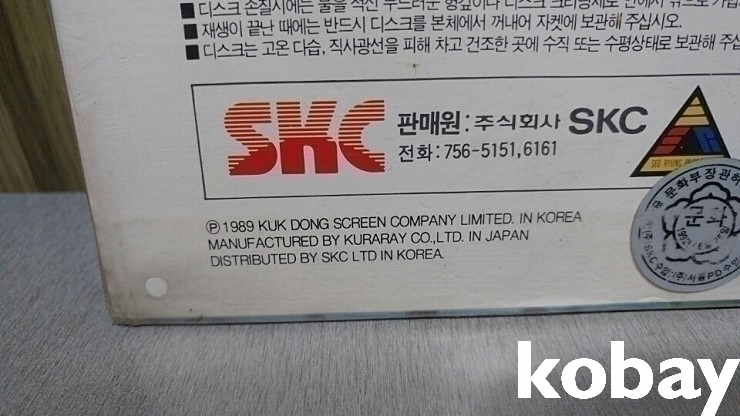 ■ 디스크 손질시에는 물을 적신 부드러운 헝겊이나 디스크 크리닝제로 안에서 밖으로 가볍
■ 재생이 끝난 때에는 반드시 디스크를 본체에서 꺼내어 자켓에 보관해 주십시오.
■ 디스크는 고온 다습, 직사광선을 피해 차고 건조한 곳에 수직 또는 수평상태로 보관해 주십
SKC 판매원: 주식회사 SKC
전화: 756-5151, 6161
SEO RYUNG
문화부장관허
Ⓟ 1989 KUK DONG SCREEN COMPANY LIMITED. IN KOREA
MANUFACTURED BY KURARAY CO.,LTD. IN JAPAN
DISTRIBUTED BY SKC LTD IN KOREA.
kobay